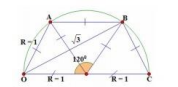 A
B
R = 1
√3
120°
O
R = 1
R = 1
C